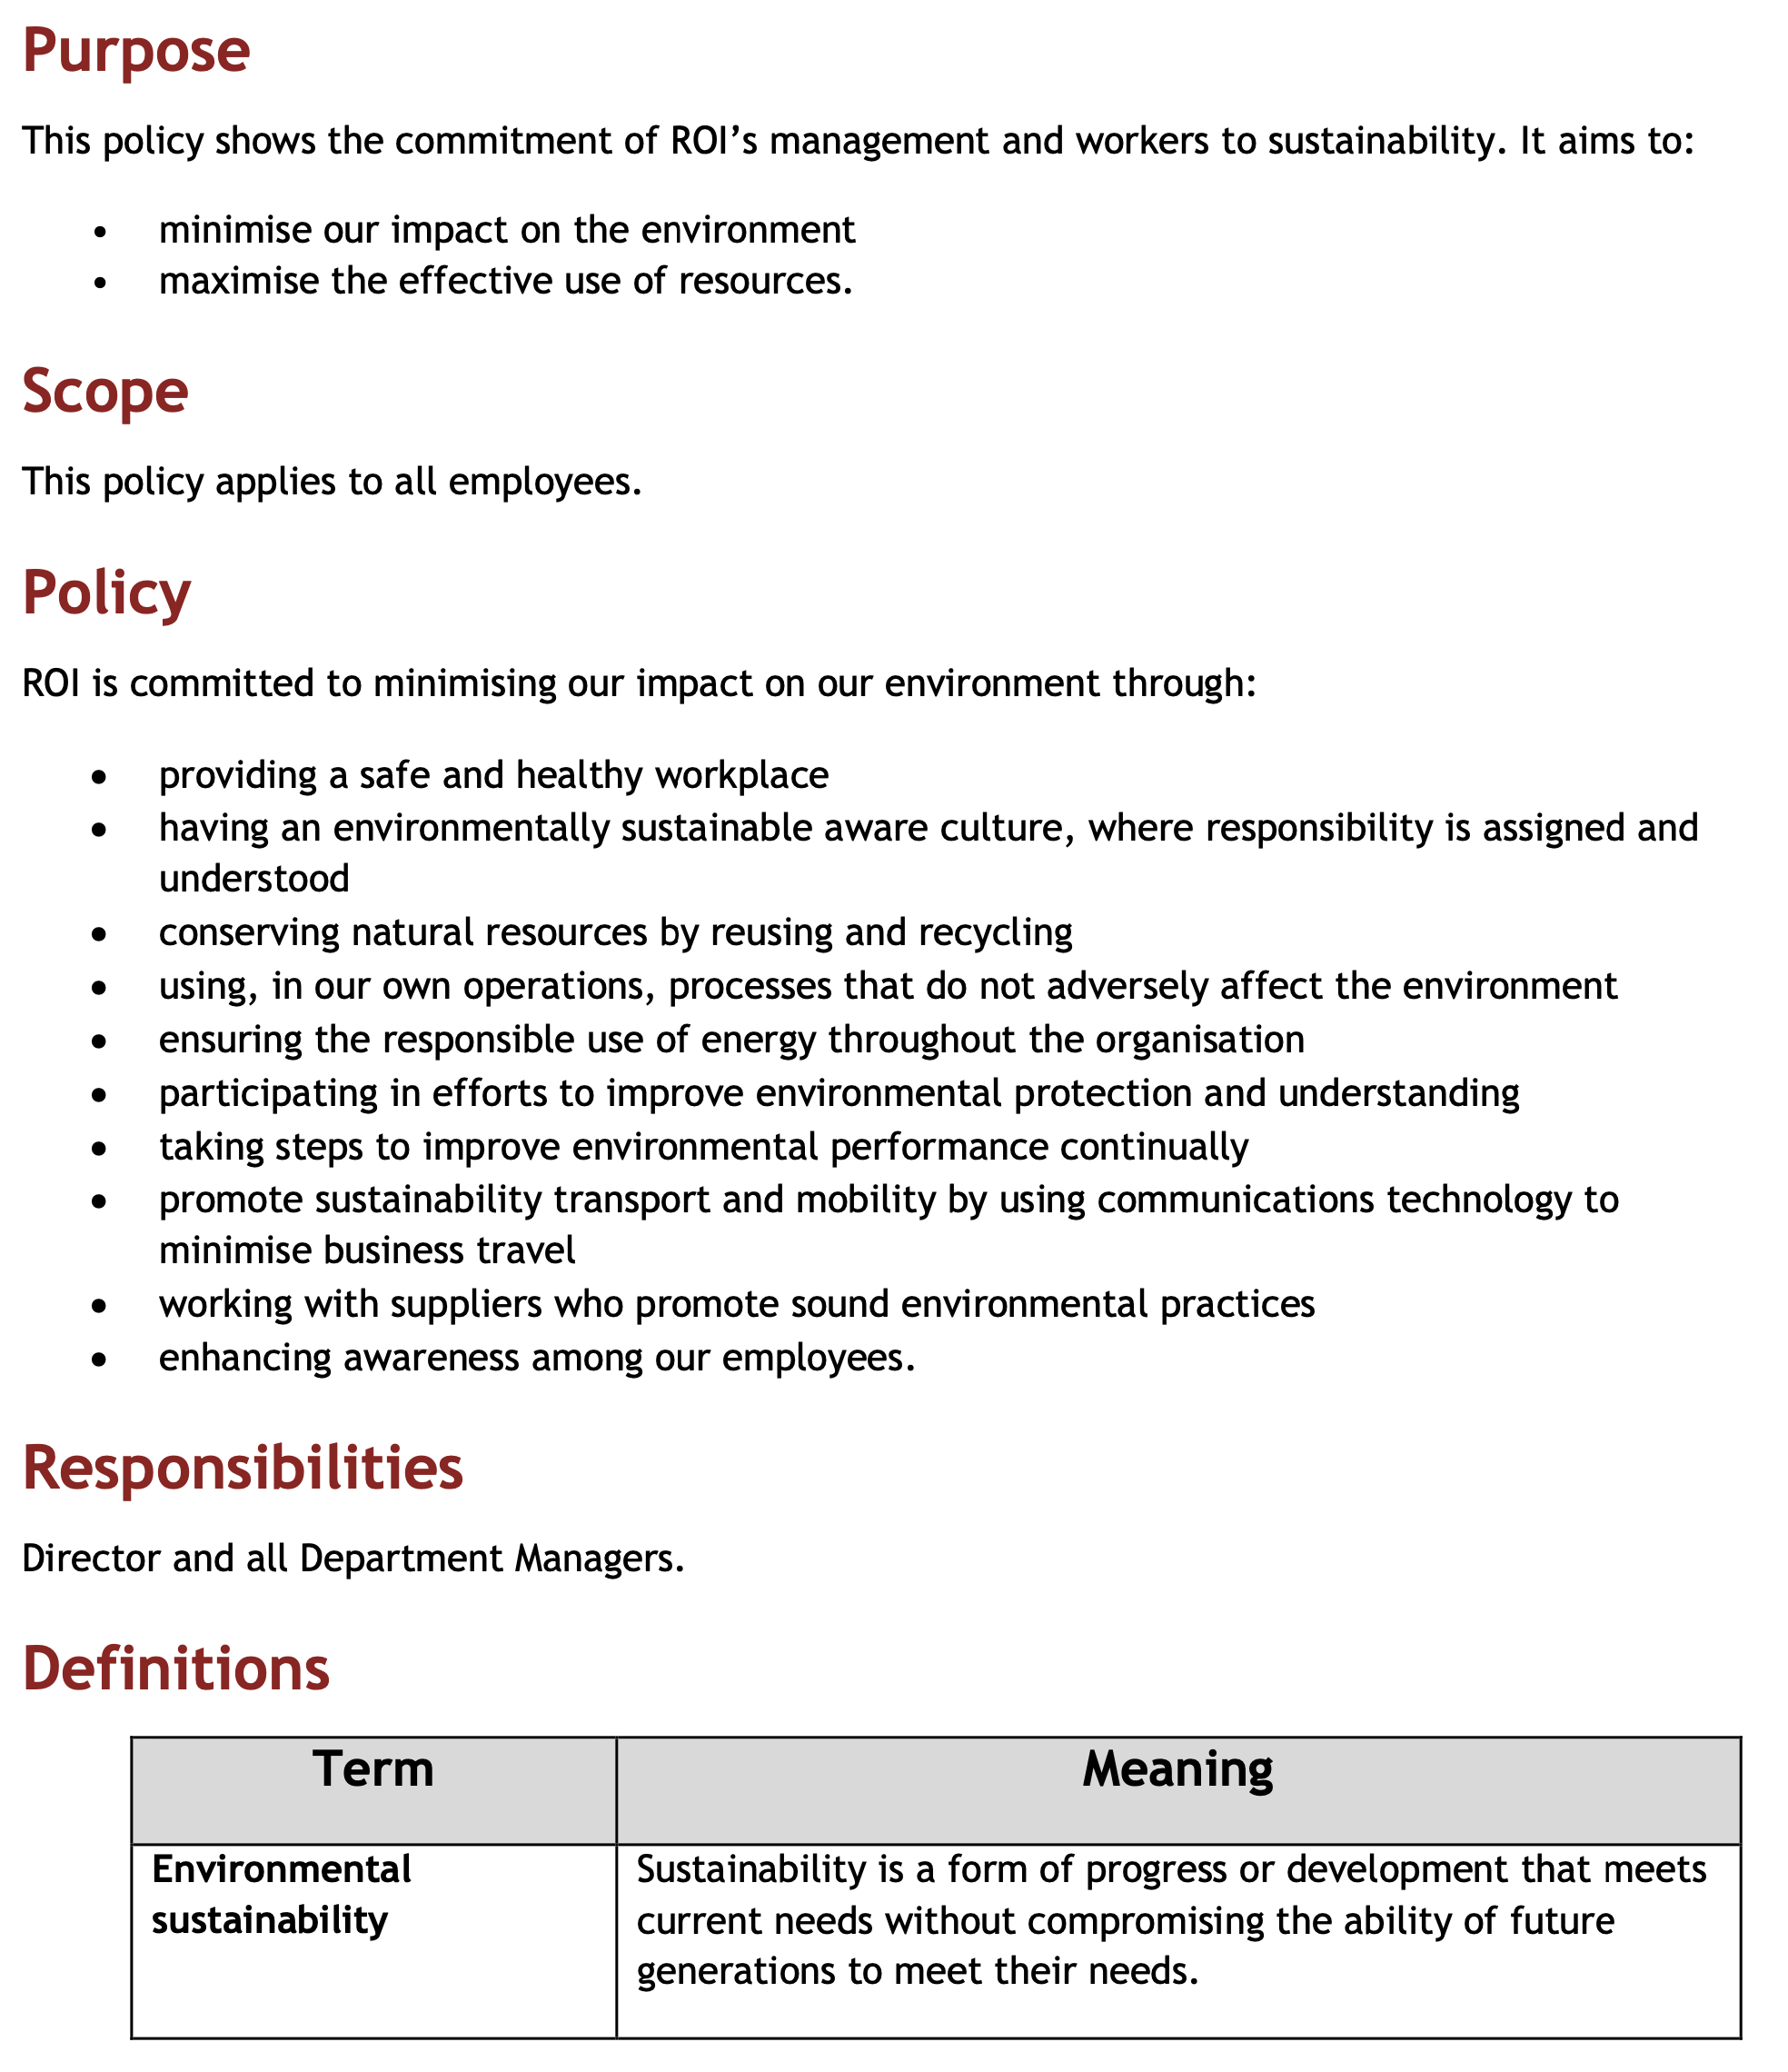 Purpose
This policy shows the commitment of ROI’s management and workers to sustainability. It aims to:
• minimise our impact on the environment
• maximise the effective use of resources.
Scope
This policy applies to all employees.
Policy
ROI is committed to minimising our impact on our environment through:
• providing a safe and healthy workplace
• having an environmentally sustainable aware culture, where responsibility is assigned and
understood
• conserving natural resources by reusing and recycling
• using, in our own operations, processes that do not adversely affect the environment
• ensuring the responsible use of energy throughout the organisation
• participating in efforts to improve environmental protection and understanding
• taking steps to improve environmental performance continually
• promote sustainability transport and mobility by using communications technology to
minimise business travel
• working with suppliers who promote sound environmental practices
• enhancing awareness among our employees.
Responsibilities
Director and all Department Managers.
Definitions
Term
Meaning
Environmental
sustainability
Sustainability is a form of progress or development that meets
current needs without compromising the ability of future
generations to meet their needs.